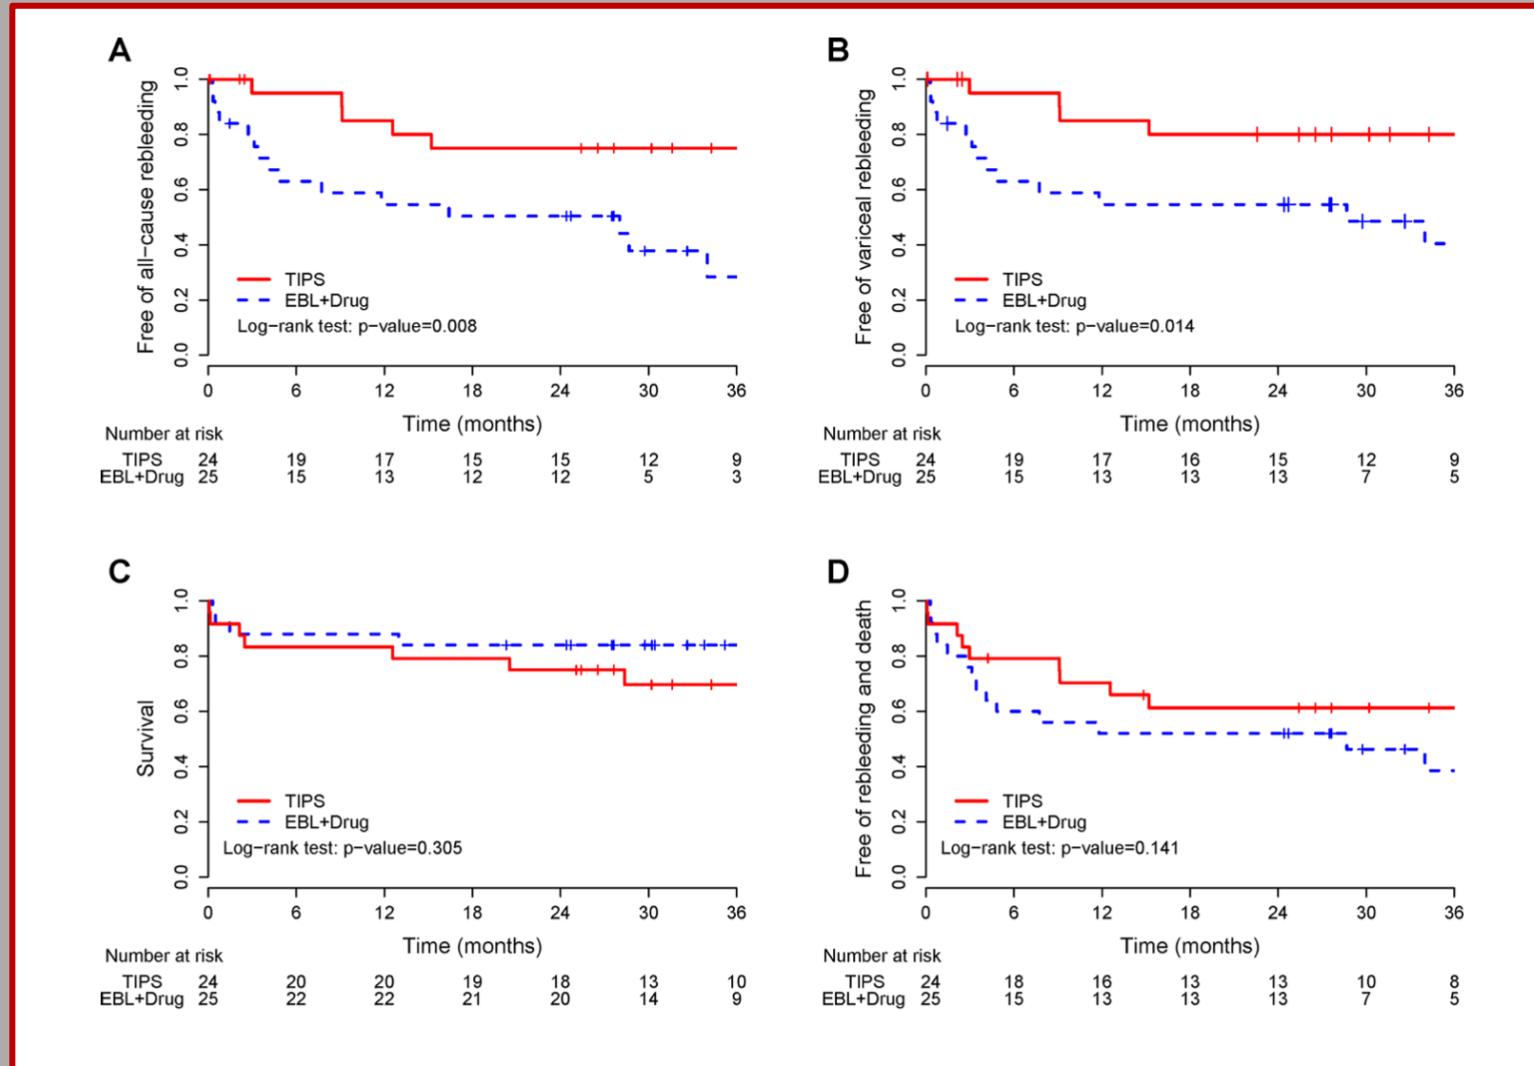 A
Free of all-cause rebleeding
1.0
0.8
0.6
0.4
0.2
0.0
TIPS
EBL+Drug
Log-rank test: p-value=0.008
0 6 12 18 24 30 36
Time (months)
Number at risk
TIPS 24 19 17 15 15 12 9
EBL+Drug 25 15 13 12 12 5 3
B
Free of variceal rebleeding
1.0
0.8
0.6
0.4
0.2
0.0
TIPS
EBL+Drug
Log-rank test: p-value=0.014
0 6 12 18 24 30 36
Time (months)
Number at risk
TIPS 24 19 17 16 15 12 9
EBL+Drug 25 15 13 13 13 7 5
C
Survival
1.0
0.8
0.6
0.4
0.2
0.0
TIPS
EBL+Drug
Log-rank test: p-value=0.305
0 6 12 18 24 30 36
Time (months)
Number at risk
TIPS 24 20 20 19 18 13 10
EBL+Drug 25 22 22 21 20 14 9
D
Free of rebleeding and death
1.0
0.8
0.6
0.4
0.2
0.0
TIPS
EBL+Drug
Log-rank test: p-value=0.141
0 6 12 18 24 30 36
Time (months)
Number at risk
TIPS 24 18 16 13 13 10 8
EBL+Drug 25 15 13 13 13 7 5